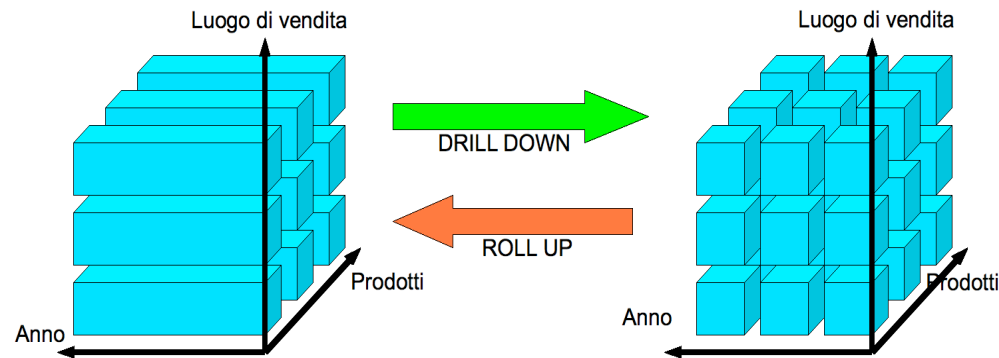 Luogo di vendita
Luogo di vendita
DRILL DOWN
ROLL UP
Prodotti
Prodotti
Anno
Anno